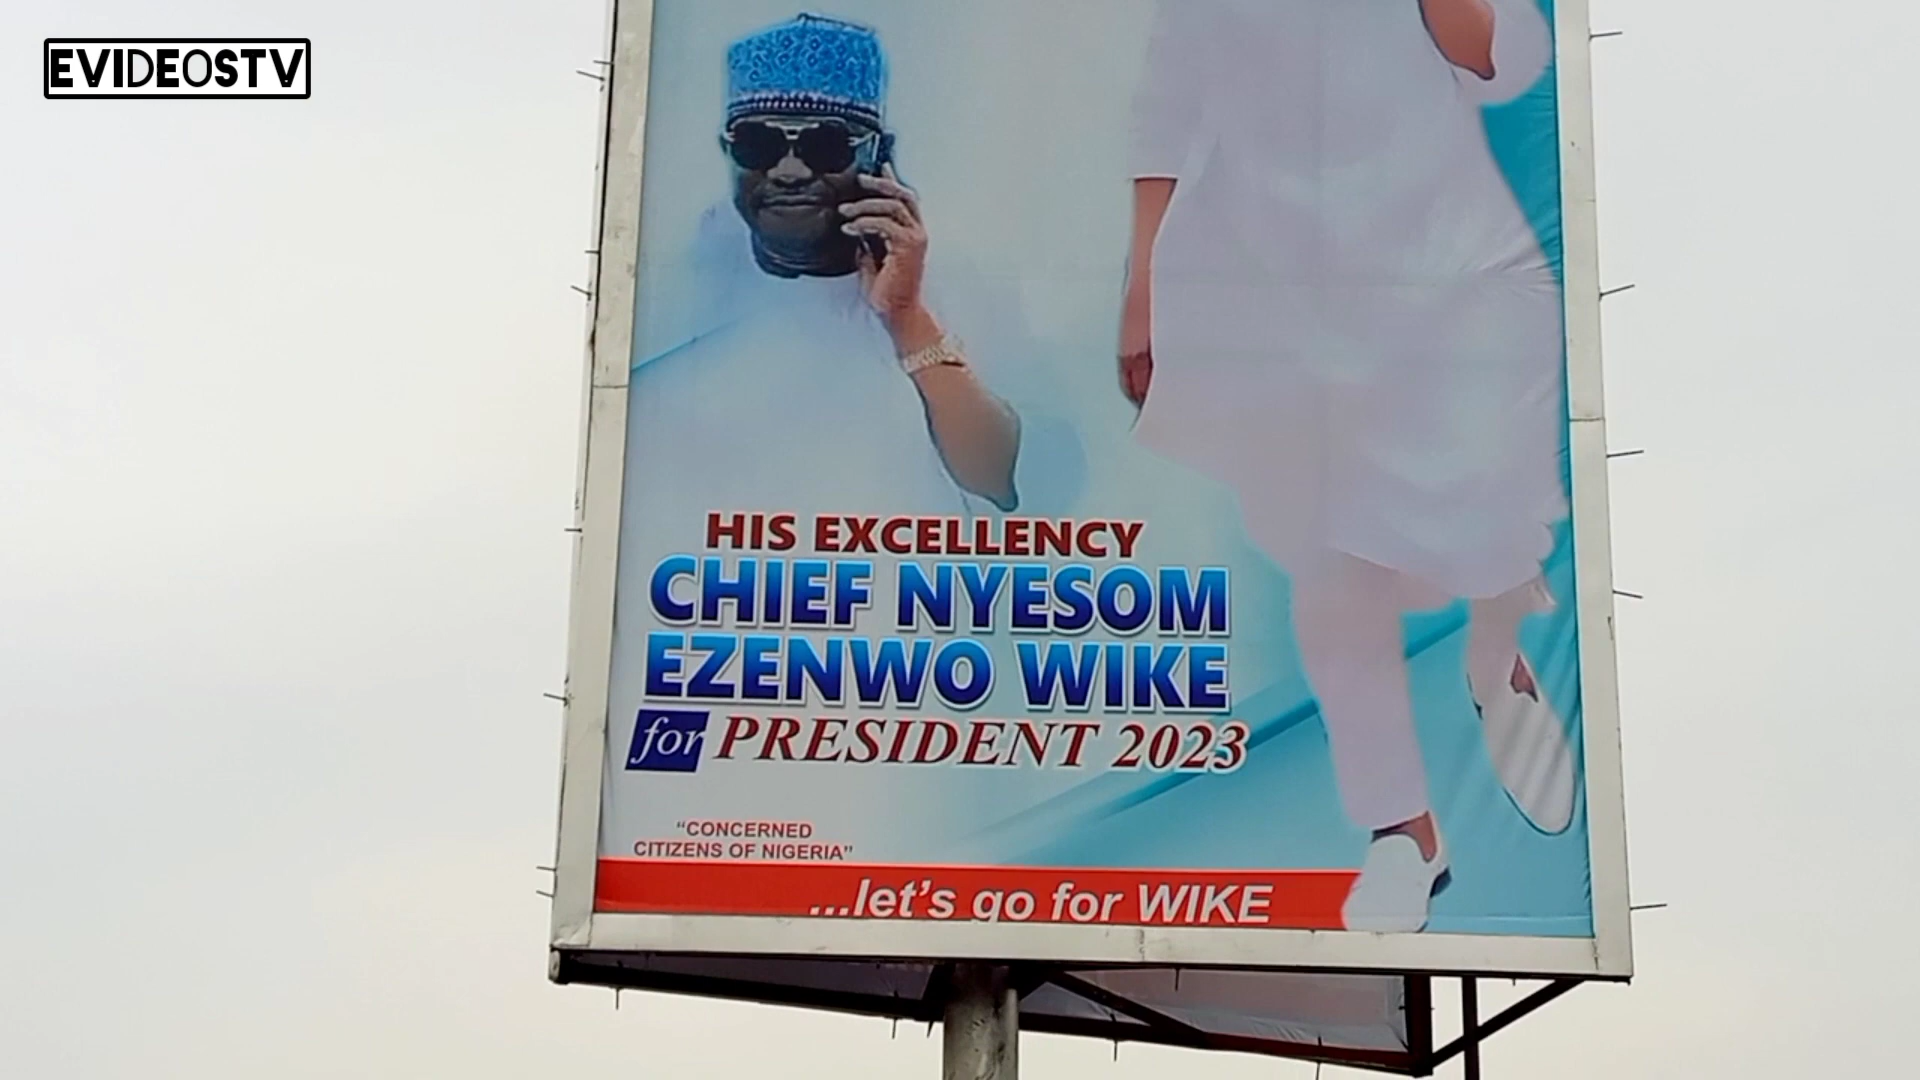 EVIDEOSTV
HIS EXCELLENCY
CHIEF NYESOM
EZENWO WIKE
for PRESIDENT 2023
“CONCERNED
CITIZENS OF NIGERIA”
...let’s go for WIKE